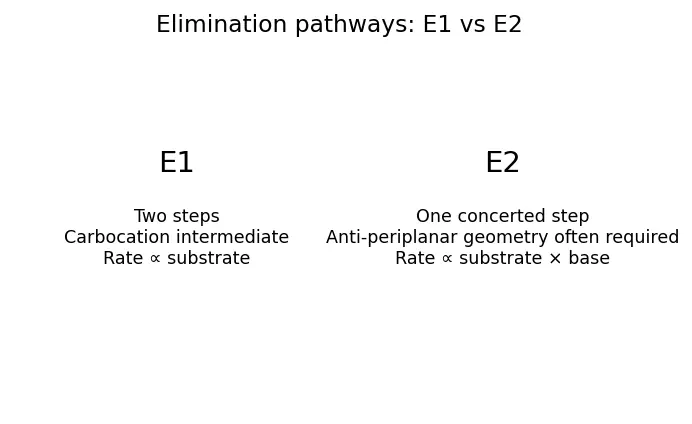 Elimination pathways: E1 vs E2
E1
Two steps
Carbocation intermediate
Rate ∝ substrate
E2
One concerted step
Anti-periplanar geometry often required
Rate ∝ substrate × base